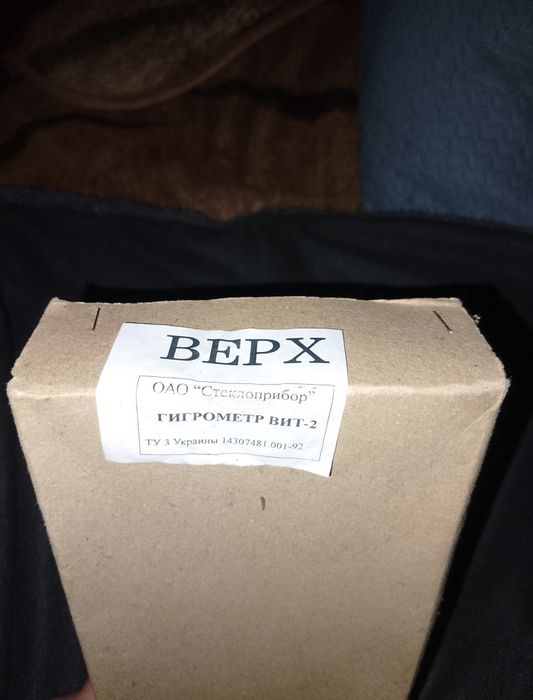 ВЕРХ
ОАО “Стеклоприбор”
ГИГРОМЕТР ВИТ-2
ТУ 3 Украины 14307481.001-92